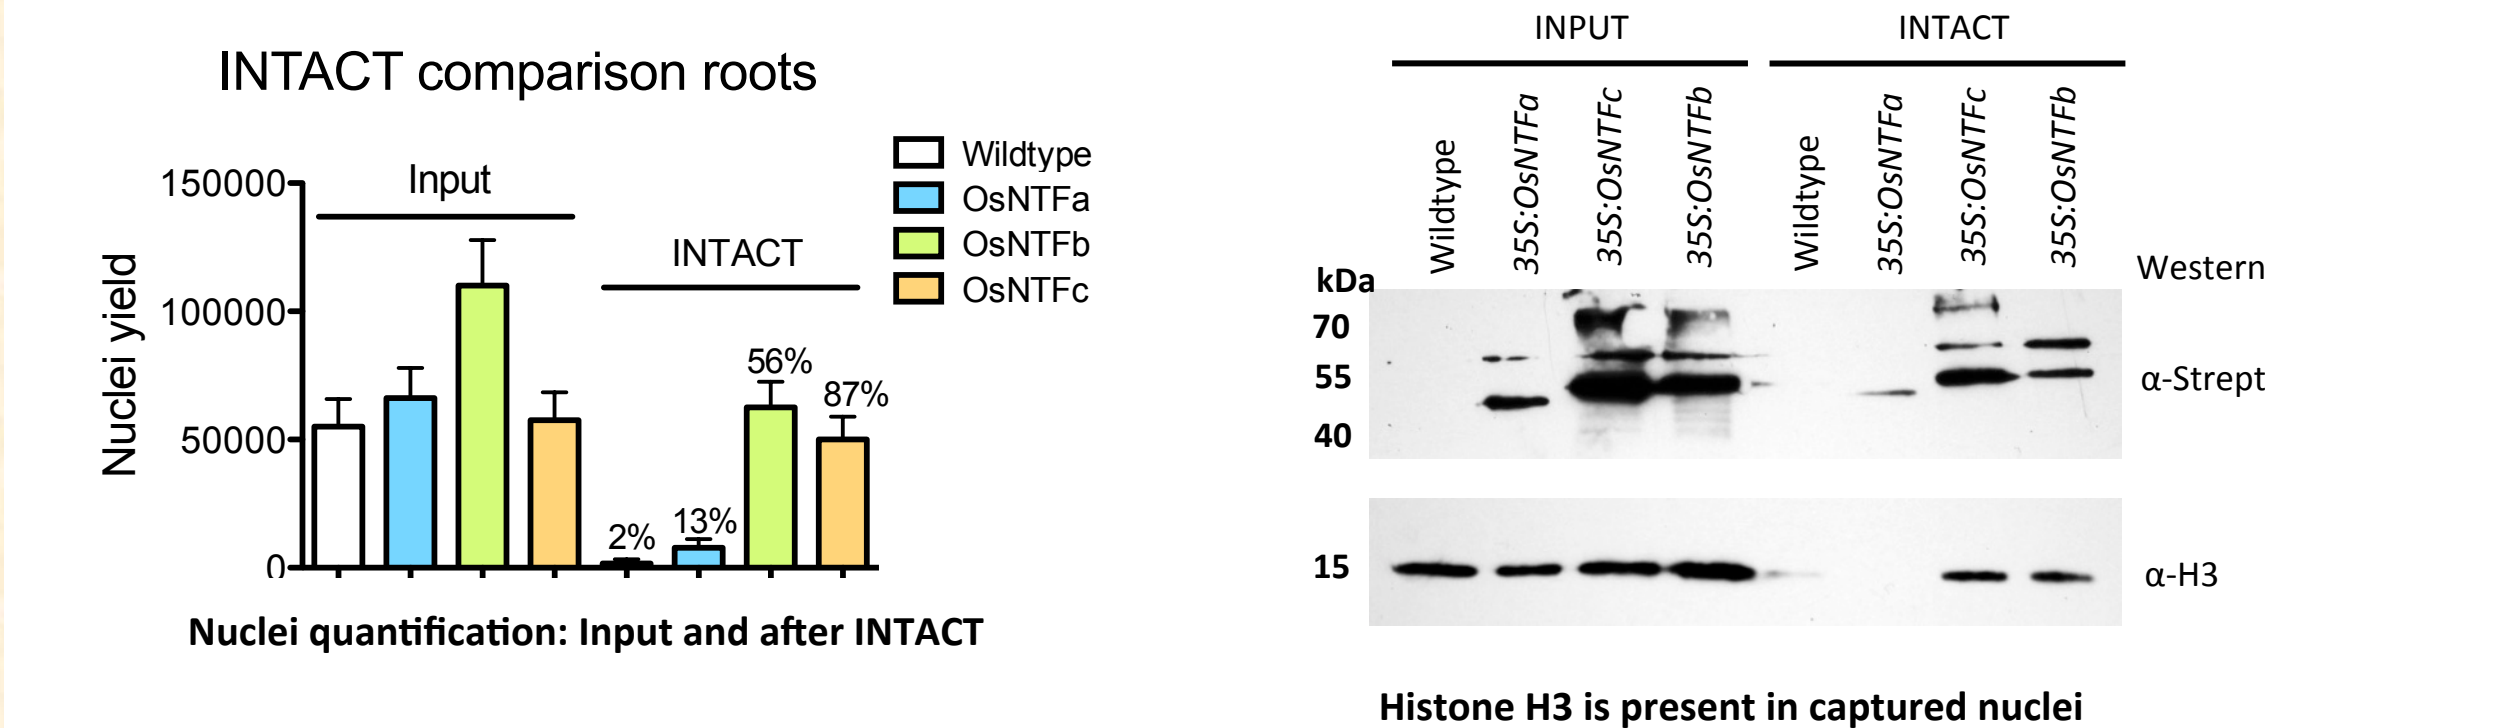 INTACT comparison roots
Nuclei yield
150000
100000
50000
0
Input
INTACT
2%
13%
56%
87%
Wildtype
OsNTFa
OsNTFb
OsNTFc
Nuclei quantification: Input and after INTACT
INPUT
INTACT
Wildtype
35S:OsNTFa
35S:OsNTFc
35S:OsNTFb
Wildtype
35S:OsNTFa
35S:OsNTFc
35S:OsNTFb
Western
kDa
70
55
40
α-Strept
15
α-H3
Histone H3 is present in captured nuclei